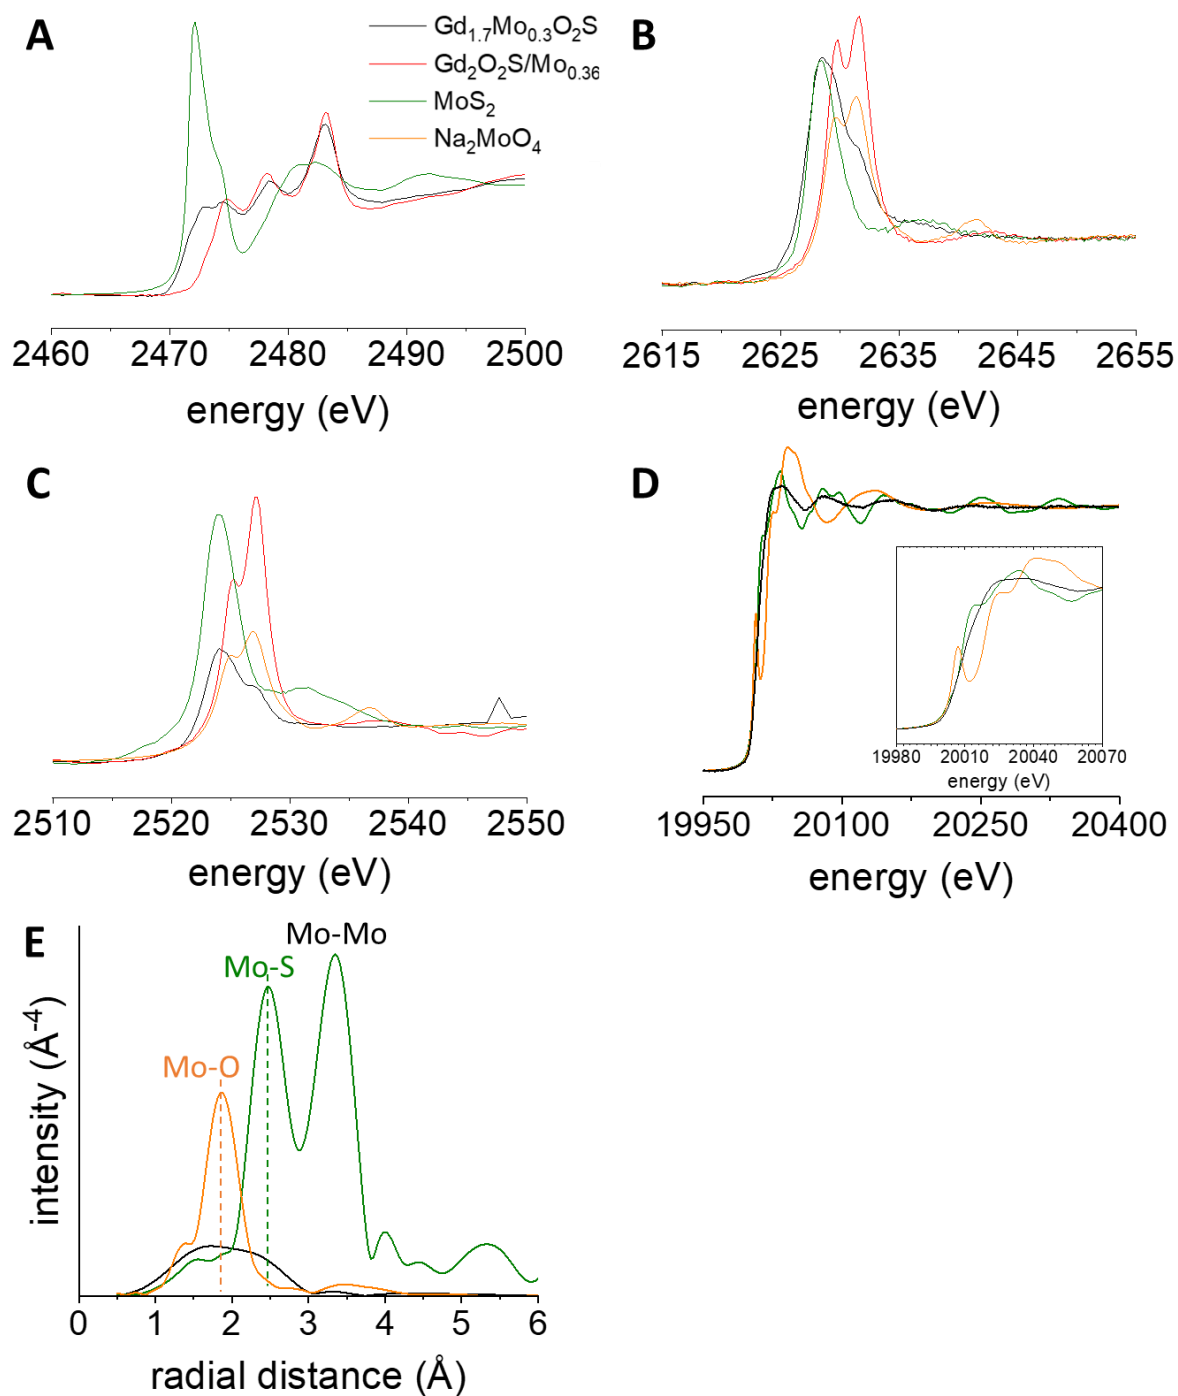 A
Gd1.7Mo0.3O2S
Gd2O2S/Mo0.36
MoS2
Na2MoO4
2460 2470 2480 2490 2500
energy (eV)
B
2615 2625 2635 2645 2655
energy (eV)
C
2510 2520 2530 2540 2550
energy (eV)
D
19980 20010 20040 20070
energy (eV)
19950 20100 20250 20400
energy (eV)
E
Mo-Mo
Mo-S
Mo-O
intensity (Å-4)
0 1 2 3 4 5 6
radial distance (Å)